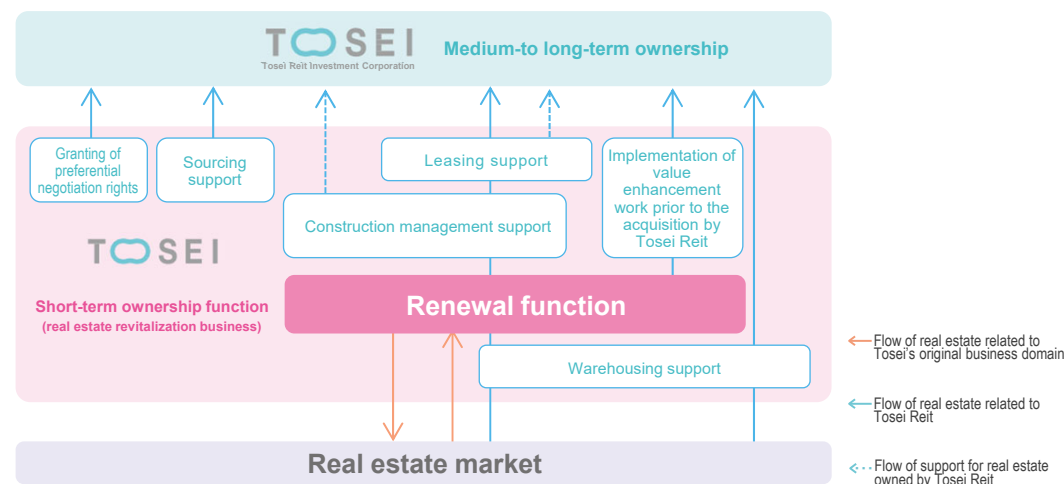 TOSEI
Tosei Reit Investment Corporation
Medium-to long-term ownership
Granting of
preferential
negotiation rights
Sourcing
support
Leasing support
Implementation of
value
enhancement
work prior to the
acquisition by
Tosei Reit
Construction management support
TOSEI
Short-term ownership function
(real estate revitalization business)
Renewal function
Warehousing support
Real estate market
Flow of real estate related to
Tosei's original business domain
Flow of real estate related to
Tosei Reit
Flow of support for real estate
owned by Tosei Reit